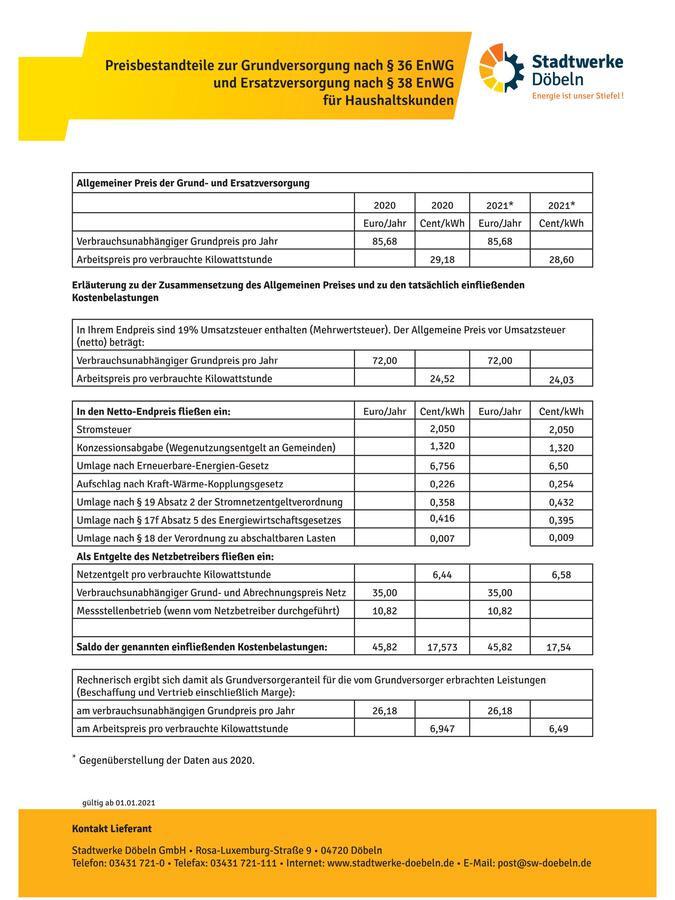 Preisbestandteile zur Grundversorgung nach § 36 EnWG
und Ersatzversorgung nach § 38 EnWG
für Haushaltskunden
Stadtwerke
Döbeln
Energie ist unser Stiefel!
Allgemeiner Preis der Grund- und Ersatzversorgung
2020 2020 2021* 2021*
Euro/Jahr Cent/kWh Euro/Jahr Cent/kWh
Verbrauchsunabhängiger Grundpreis pro Jahr 85,68 85,68
Arbeitspreis pro verbrauchte Kilowattstunde 29,18 28,60
Erläuterung zu der Zusammensetzung des Allgemeinen Preises und zu den tatsächlich einfließenden
Kostenbelastungen
In Ihrem Endpreis sind 19% Umsatzsteuer enthalten (Mehrwertsteuer). Der Allgemeine Preis vor Umsatzsteuer
(netto) beträgt:
Verbrauchsunabhängiger Grundpreis pro Jahr 72,00 72,00
Arbeitspreis pro verbrauchte Kilowattstunde 24,52 24,03
In den Netto-Endpreis fließen ein: Euro/Jahr Cent/kWh Euro/Jahr Cent/kWh
Stromsteuer 2,050 2,050
Konzessionsabgabe (Wegenutzungsentgelt an Gemeinden) 1,320 1,320
Umlage nach Erneuerbare-Energien-Gesetz 6,756 6,50
Aufschlag nach Kraft-Wärme-Kopplungsgesetz 0,226 0,254
Umlage nach § 19 Absatz 2 der Stromnetzentgeltverordnung 0,358 0,432
Umlage nach § 17f Absatz 5 des Energiewirtschaftsgesetzes 0,416 0,395
Umlage nach § 18 der Verordnung zu abschaltbaren Lasten 0,007 0,009
Als Entgelte des Netzbetreibers fließen ein:
Netzentgelt pro verbrauchte Kilowattstunde 6,44 6,58
Verbrauchsunabhängiger Grund- und Abrechnungspreis Netz 35,00 35,00
Messstellenbetrieb (wenn vom Netzbetreiber durchgeführt) 10,82 10,82
Saldo der genannten einfließenden Kostenbelastungen: 45,82 17,573 45,82 17,54
Rechnerisch ergibt sich damit als Grundversorgeranteil für die vom Grundversorger erbrachten Leistungen
(Beschaffung und Vertrieb einschließlich Marge):
am verbrauchsunabhängigen Grundpreis pro Jahr 26,18 26,18
am Arbeitspreis pro verbrauchte Kilowattstunde 6,947 6,49
* Gegenüberstellung der Daten aus 2020.
gültig ab 01.01.2021
Kontakt Lieferant
Stadtwerke Döbeln GmbH • Rosa-Luxemburg-Straße 9 • 04720 Döbeln
Telefon: 03431 721-0 • Telefax: 03431 721-111 • Internet: www.stadtwerke-doebeln.de • E-Mail: post@sw-doebeln.de